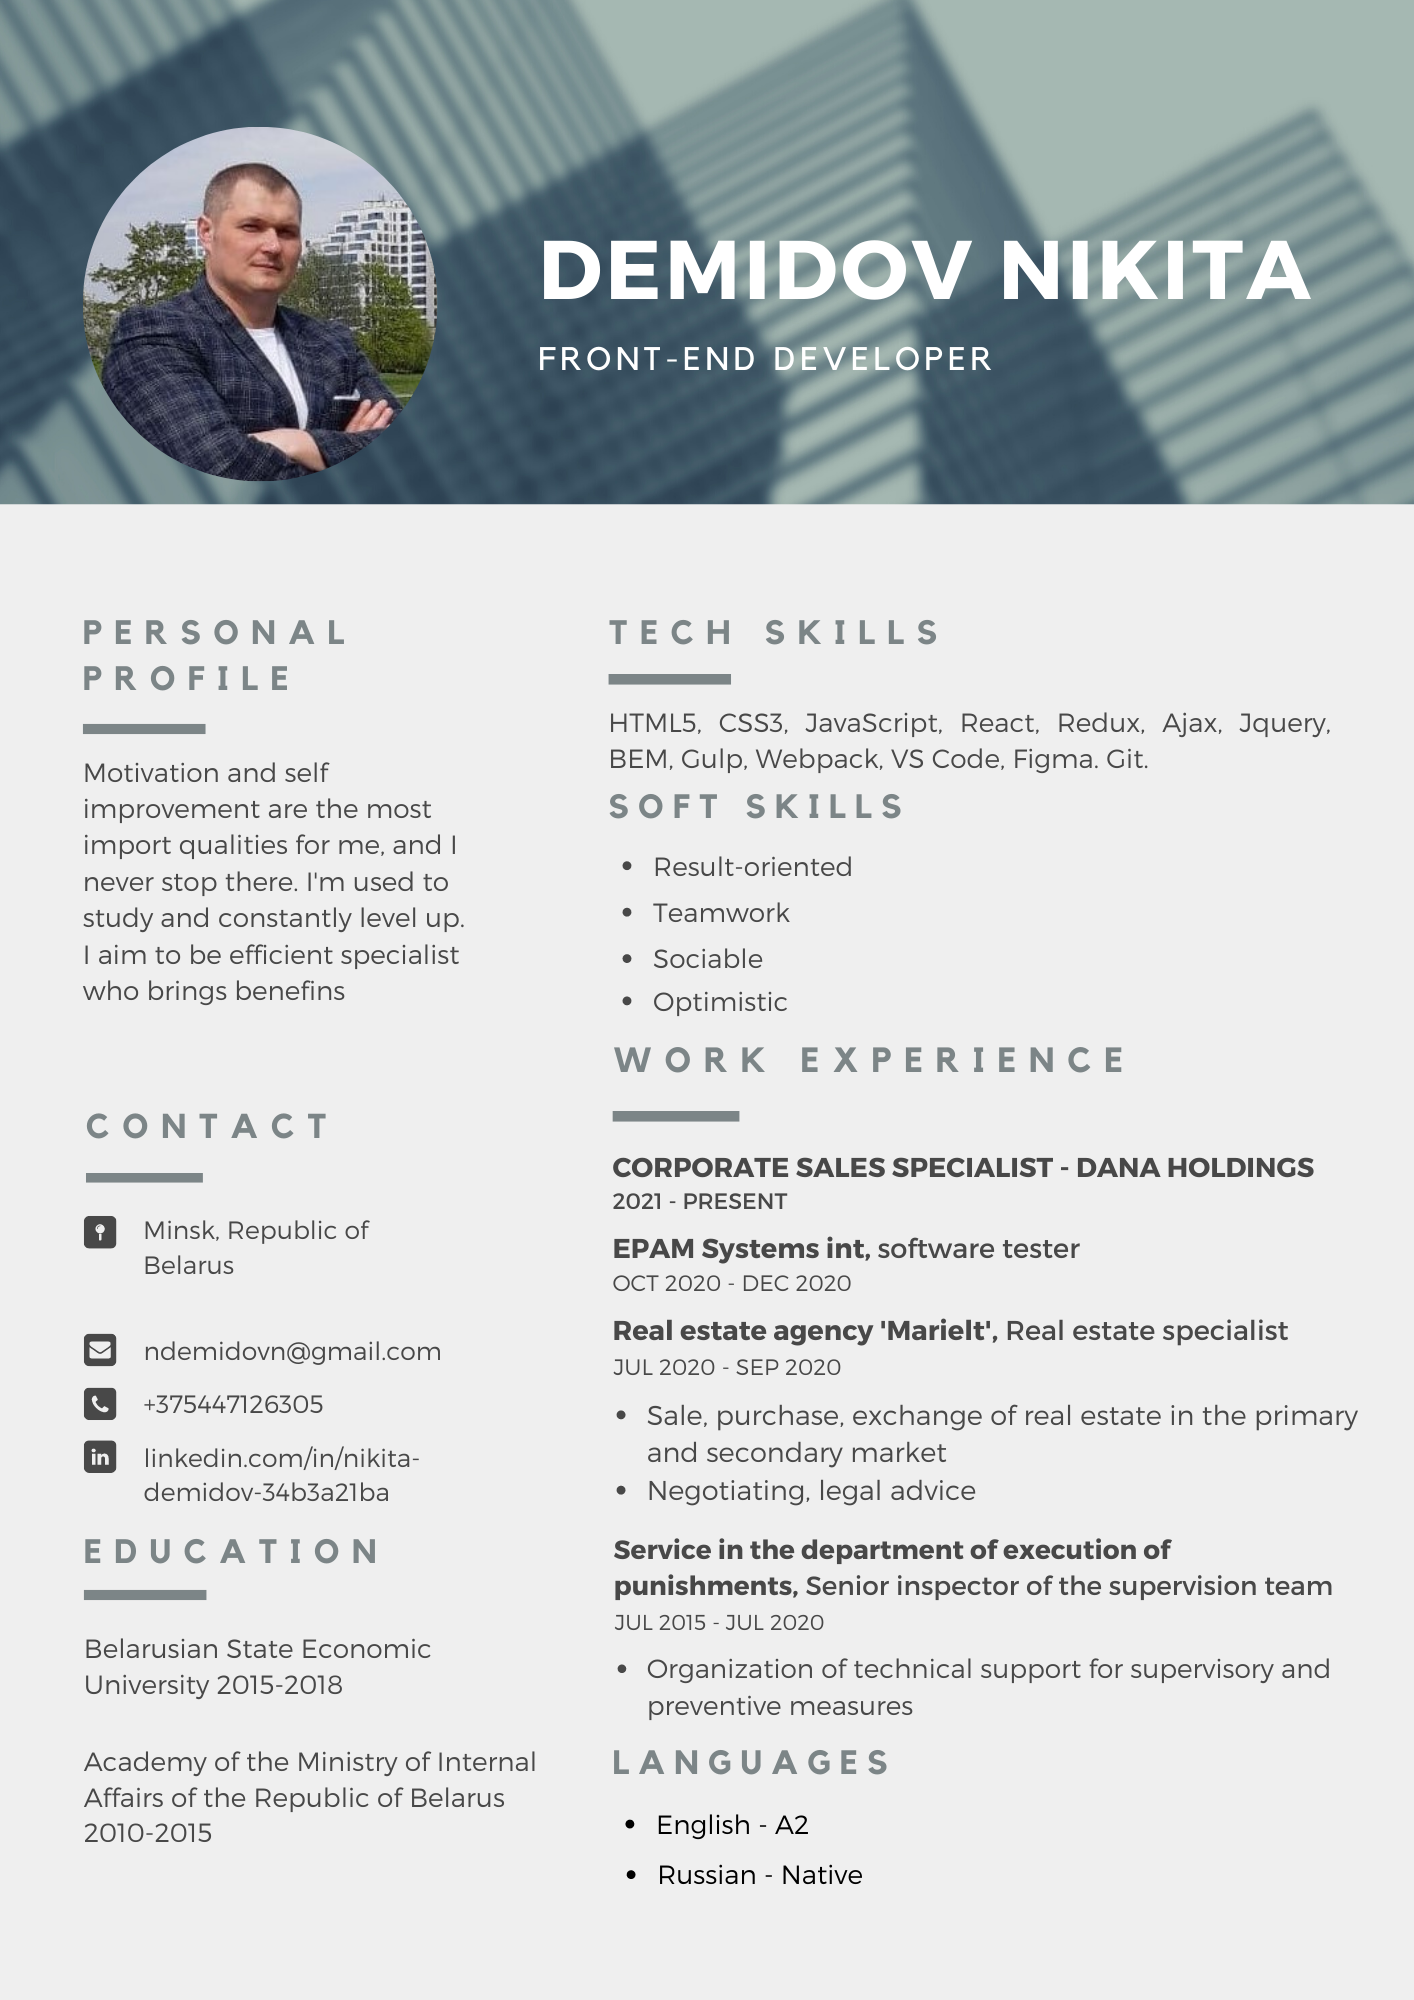 DEMIDOV NIKITA
FRONT-END DEVELOPER
PERSONAL
PROFILE
Motivation and self
improvement are the most
import qualities for me, and I
never stop there. I'm used to
study and constantly level up.
I aim to be efficient specialist
who brings benefins
CONTACT
Minsk, Republic of
Belarus
ndemidovn@gmail.com
+375447126305
linkedin.com/in/nikita-
demidov-34b3a21ba
EDUCATION
Belarusian State Economic
University 2015-2018
Academy of the Ministry of Internal
Affairs of the Republic of Belarus
2010-2015
TECH SKILLS
HTML5, CSS3, JavaScript, React, Redux, Ajax, Jquery,
BEM, Gulp, Webpack, VS Code, Figma. Git.
SOFT SKILLS
• Result-oriented
• Teamwork
• Sociable
• Optimistic
WORK EXPERIENCE
CORPORATE SALES SPECIALIST - DANA HOLDINGS
2021 - PRESENT
EPAM Systems int, software tester
OCT 2020 - DEC 2020
Real estate agency 'Marielt', Real estate specialist
JUL 2020 - SEP 2020
• Sale, purchase, exchange of real estate in the primary
and secondary market
• Negotiating, legal advice
Service in the department of execution of
punishments, Senior inspector of the supervision team
JUL 2015 - JUL 2020
• Organization of technical support for supervisory and
preventive measures
LANGUAGES
• English - A2
• Russian - Native